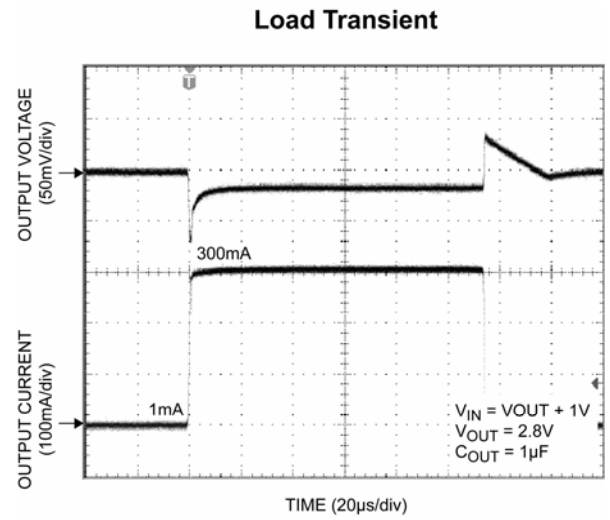 Load Transient
T
OUTPUT VOLTAGE
(50mV/div)
300mA
OUTPUT CURRENT
(100mA/div)
1mA
VIN = VOUT + 1V
VOUT = 2.8V
COUT = 1µF
TIME (20µs/div)